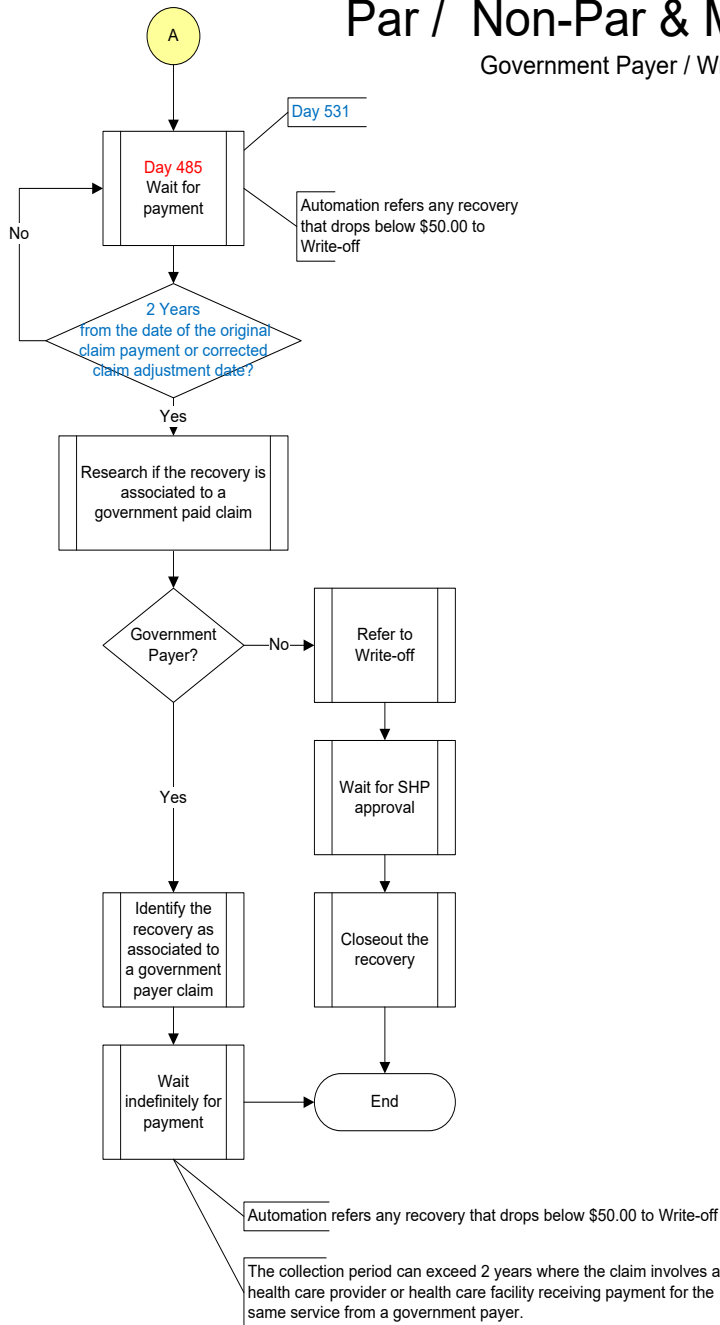 Par / Non-Par & M
Government Payer / W
A
Day 531
Day 485
Wait for
payment
Automation refers any recovery
that drops below $50.00 to
Write-off
No
2 Years
from the date of the original
claim payment or corrected
claim adjustment date?
Yes
Research if the recovery is
associated to a
government paid claim
Government
Payer?
No
Refer to
Write-off
Wait for SHP
approval
Yes
Identify the
recovery as
associated to
a government
payer claim
Closeout the
recovery
Wait
indefinitely for
payment
End
Automation refers any recovery that drops below $50.00 to Write-off
The collection period can exceed 2 years where the claim involves a
health care provider or health care facility receiving payment for the
same service from a government payer.